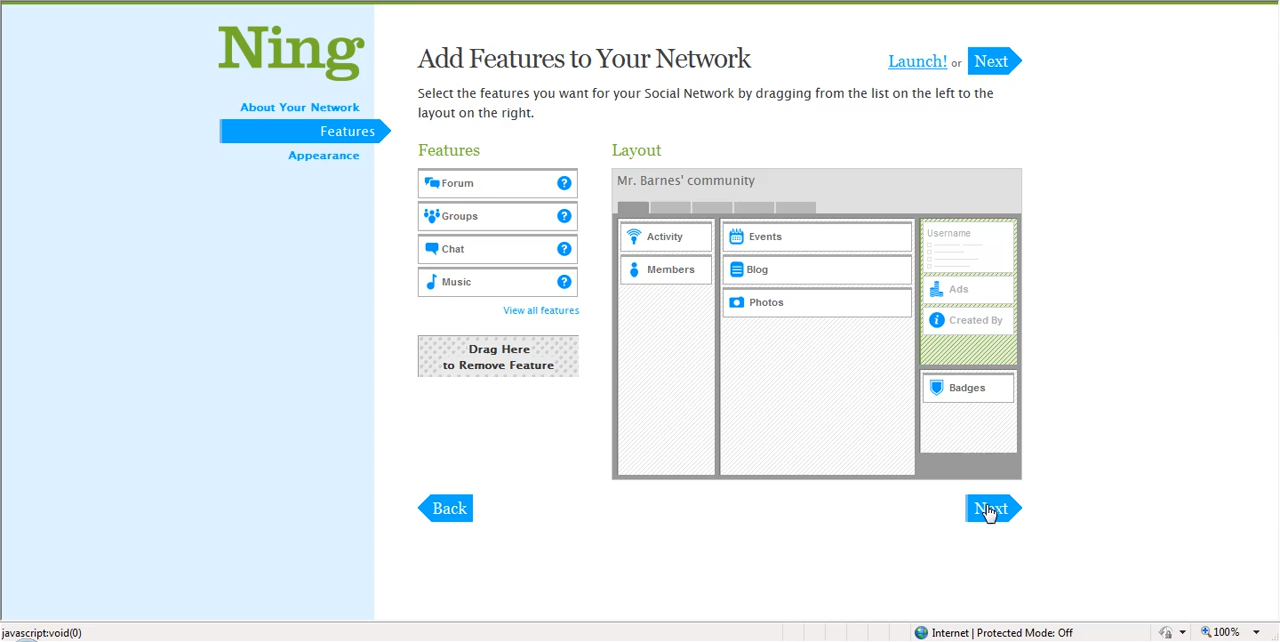 Ning
About Your Network
Features
Appearance
Add Features to Your Network
Launch! or Next
Select the features you want for your Social Network by dragging from the list on the left to the
layout on the right.
Features
Forum ?
Groups ?
Chat ?
Music ?
View all features
Drag Here
to Remove Feature
Layout
Mr. Barnes' community
Activity
Members
Events
Blog
Photos
Username
Ads
i Created By
Badges
Back
Next
javascript:void(0)
Internet | Protected Mode: Off
100%